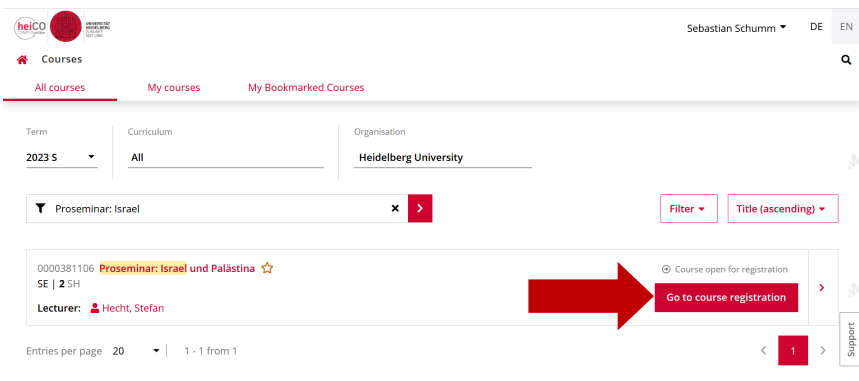 heiCO
UNIVERSITÄT
HEIDELBERG
ZUKUNFT
SEIT 1386
Sebastian Schumm DE EN
Courses
All courses My courses My Bookmarked Courses
Term Curriculum Organisation
2023 S All Heidelberg University
Proseminar: Israel Filter Title (ascending)
0000381106 Proseminar: Israel und Palästina Course open for registration
SE | 2 SH Go to course registration
Lecturer: Hecht, Stefan
Support
Entries per page 20 1 - 1 from 1 1